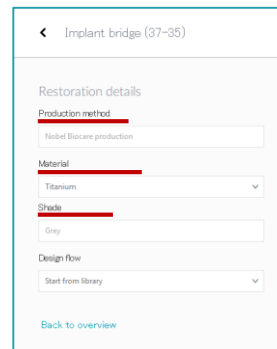 Implant bridge (37-35)
Restoration details
Production method
Nobel Biocare production
Material
Titanium
Shade
Grey
Design flow
Start from library
Back to overview